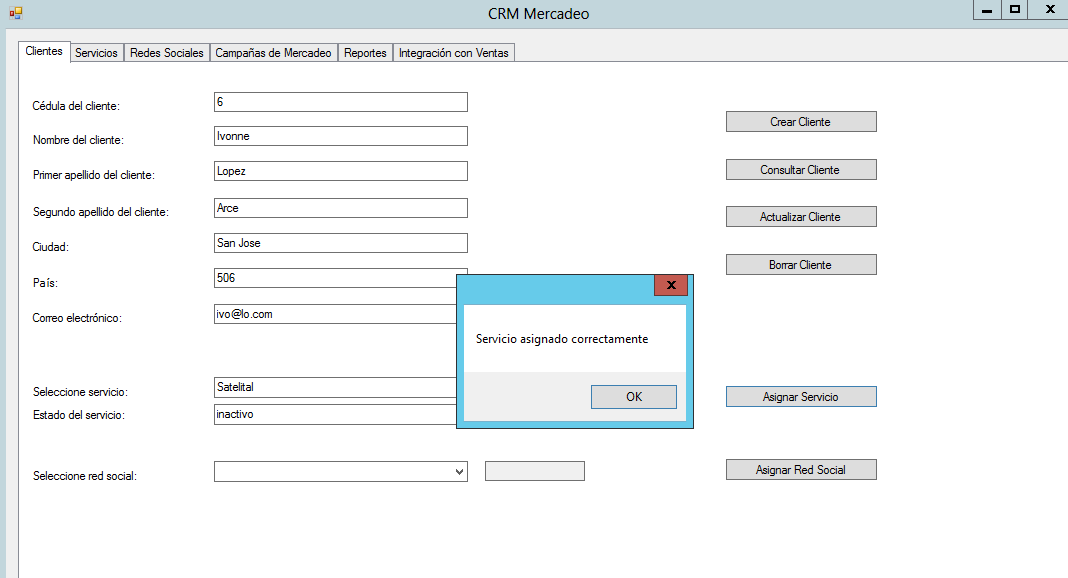 CRM Mercadeo
Clientes Servicios Redes Sociales Campañas de Mercadeo Reportes Integración con Ventas
Cédula del cliente: 6
Crear Cliente
Nombre del cliente: Ivonne
Primer apellido del cliente: Lopez
Consultar Cliente
Segundo apellido del cliente: Arce
Actualizar Cliente
Ciudad: San Jose
Borrar Cliente
País: 506
Correo electrónico: ivo@lo.com
Servicio asignado correctamente
OK
Seleccione servicio: Satelital
Asignar Servicio
Estado del servicio: inactivo
Seleccione red social:
Asignar Red Social